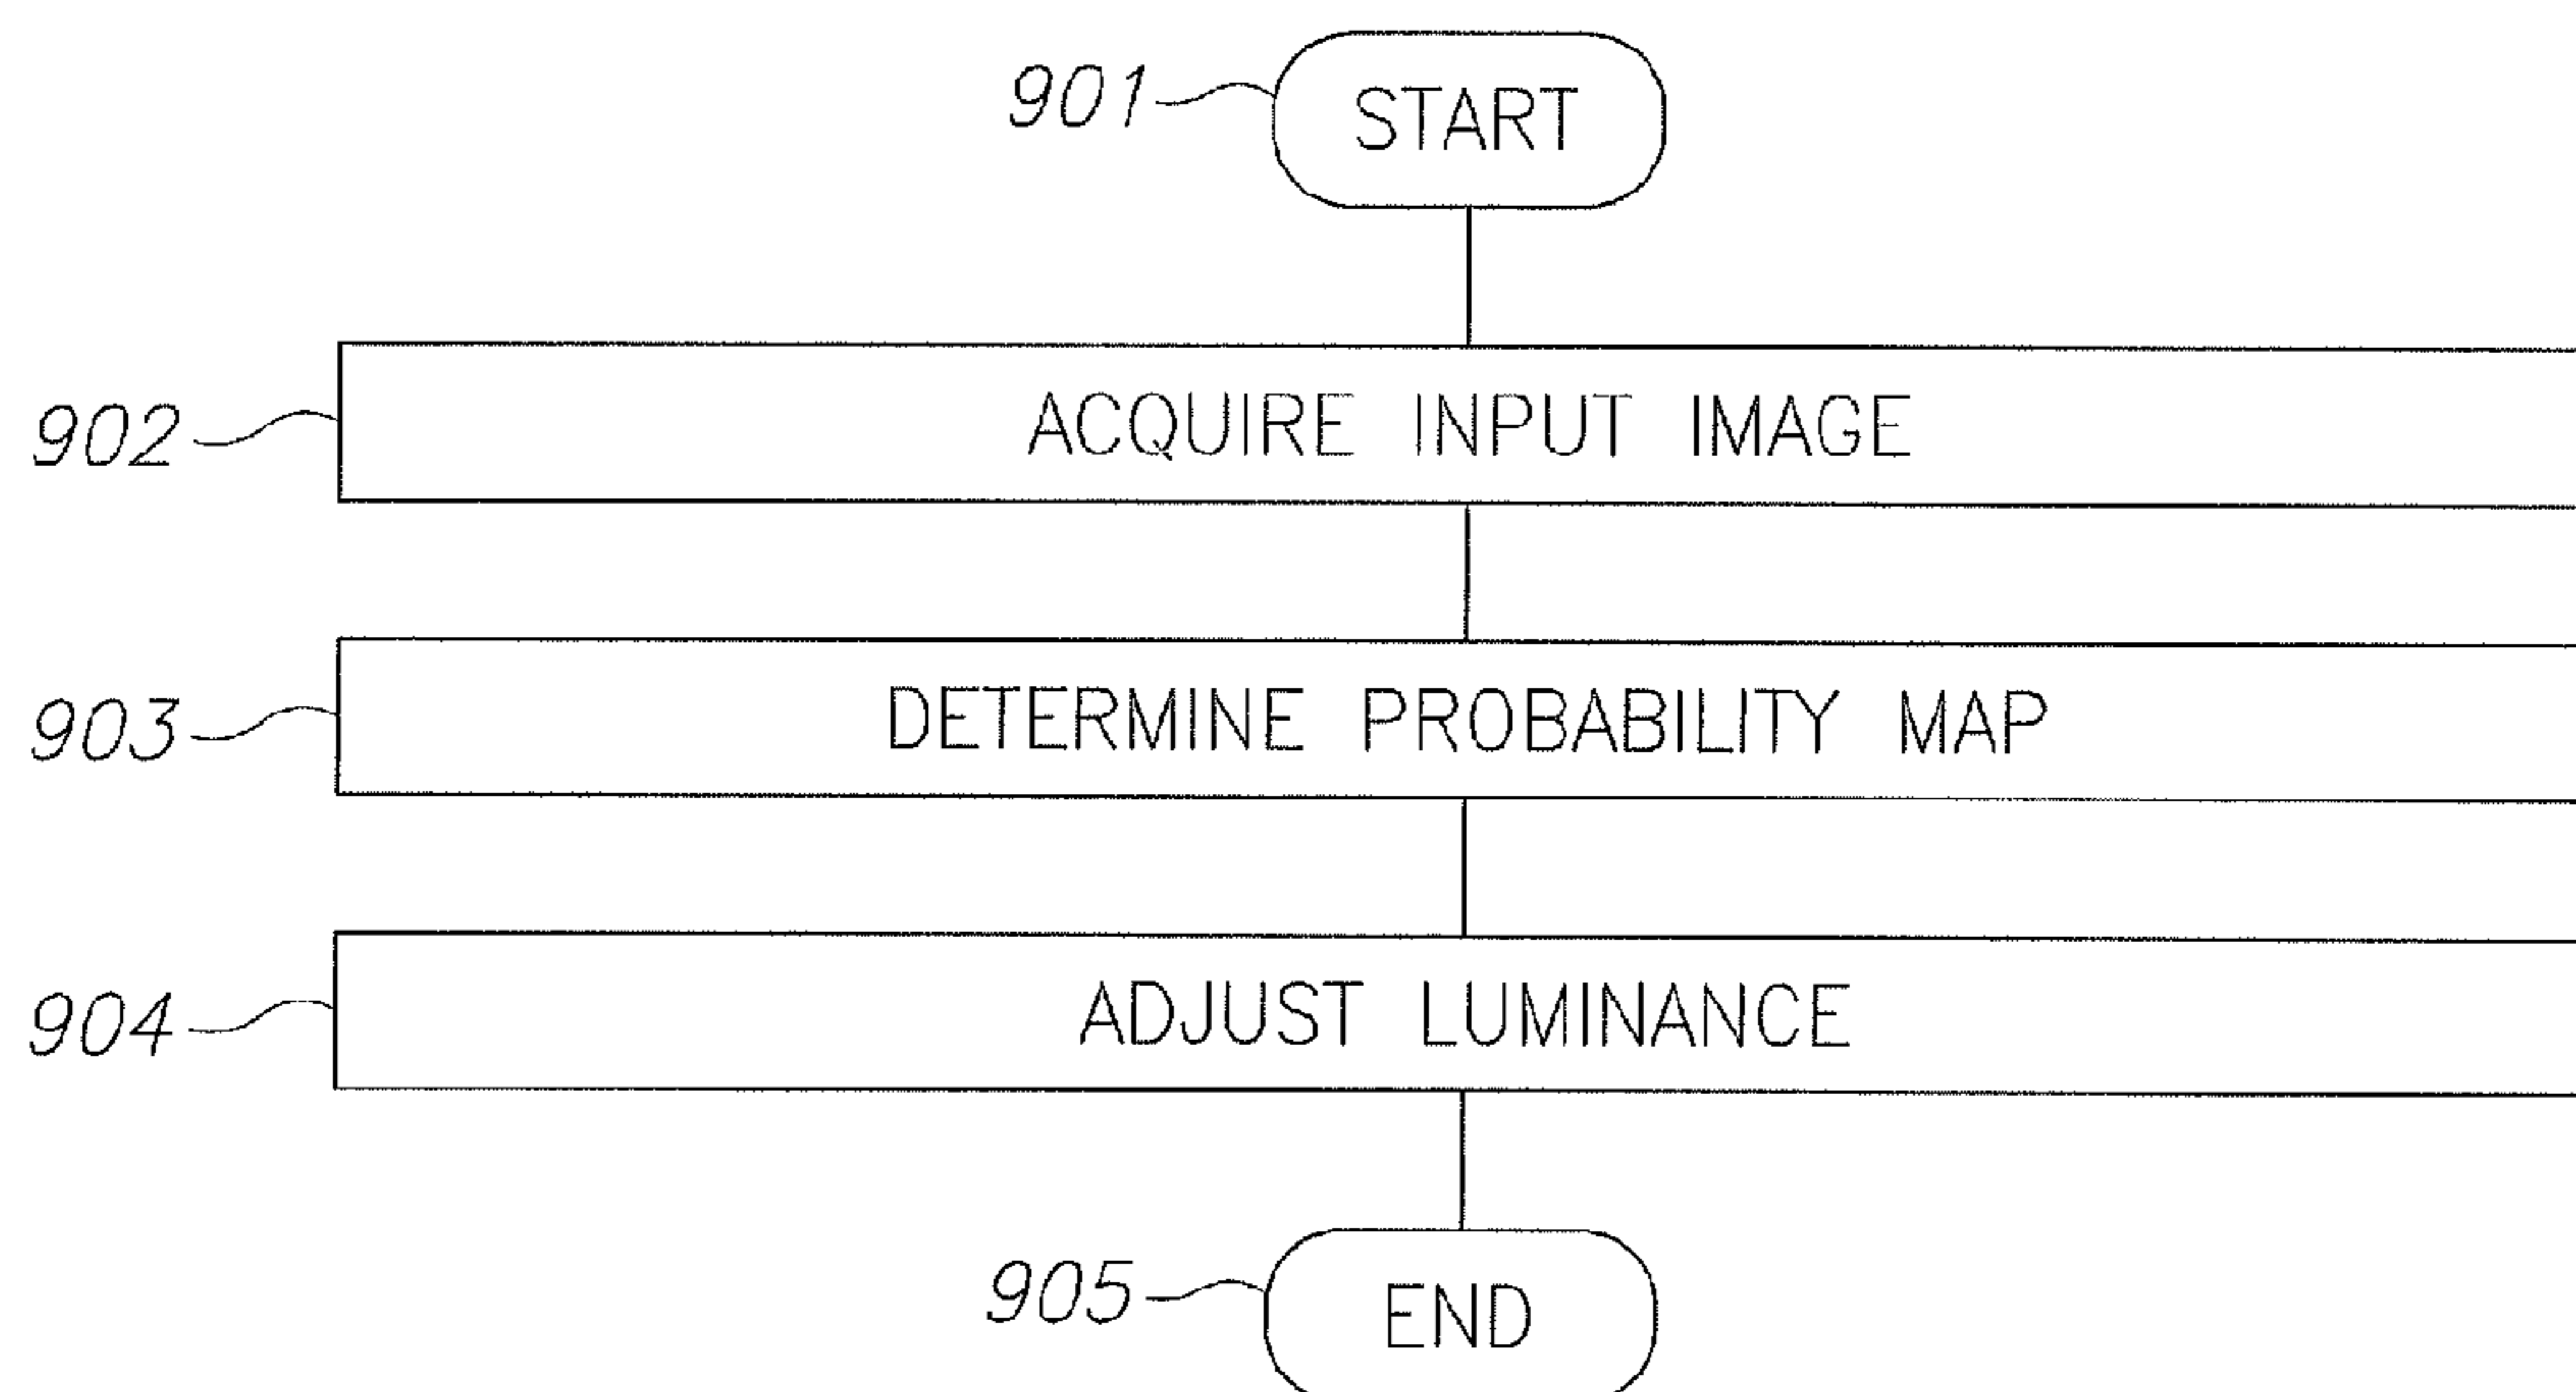 901 START
902 ACQUIRE INPUT IMAGE
903 DETERMINE PROBABILITY MAP
904 ADJUST LUMINANCE
905 END